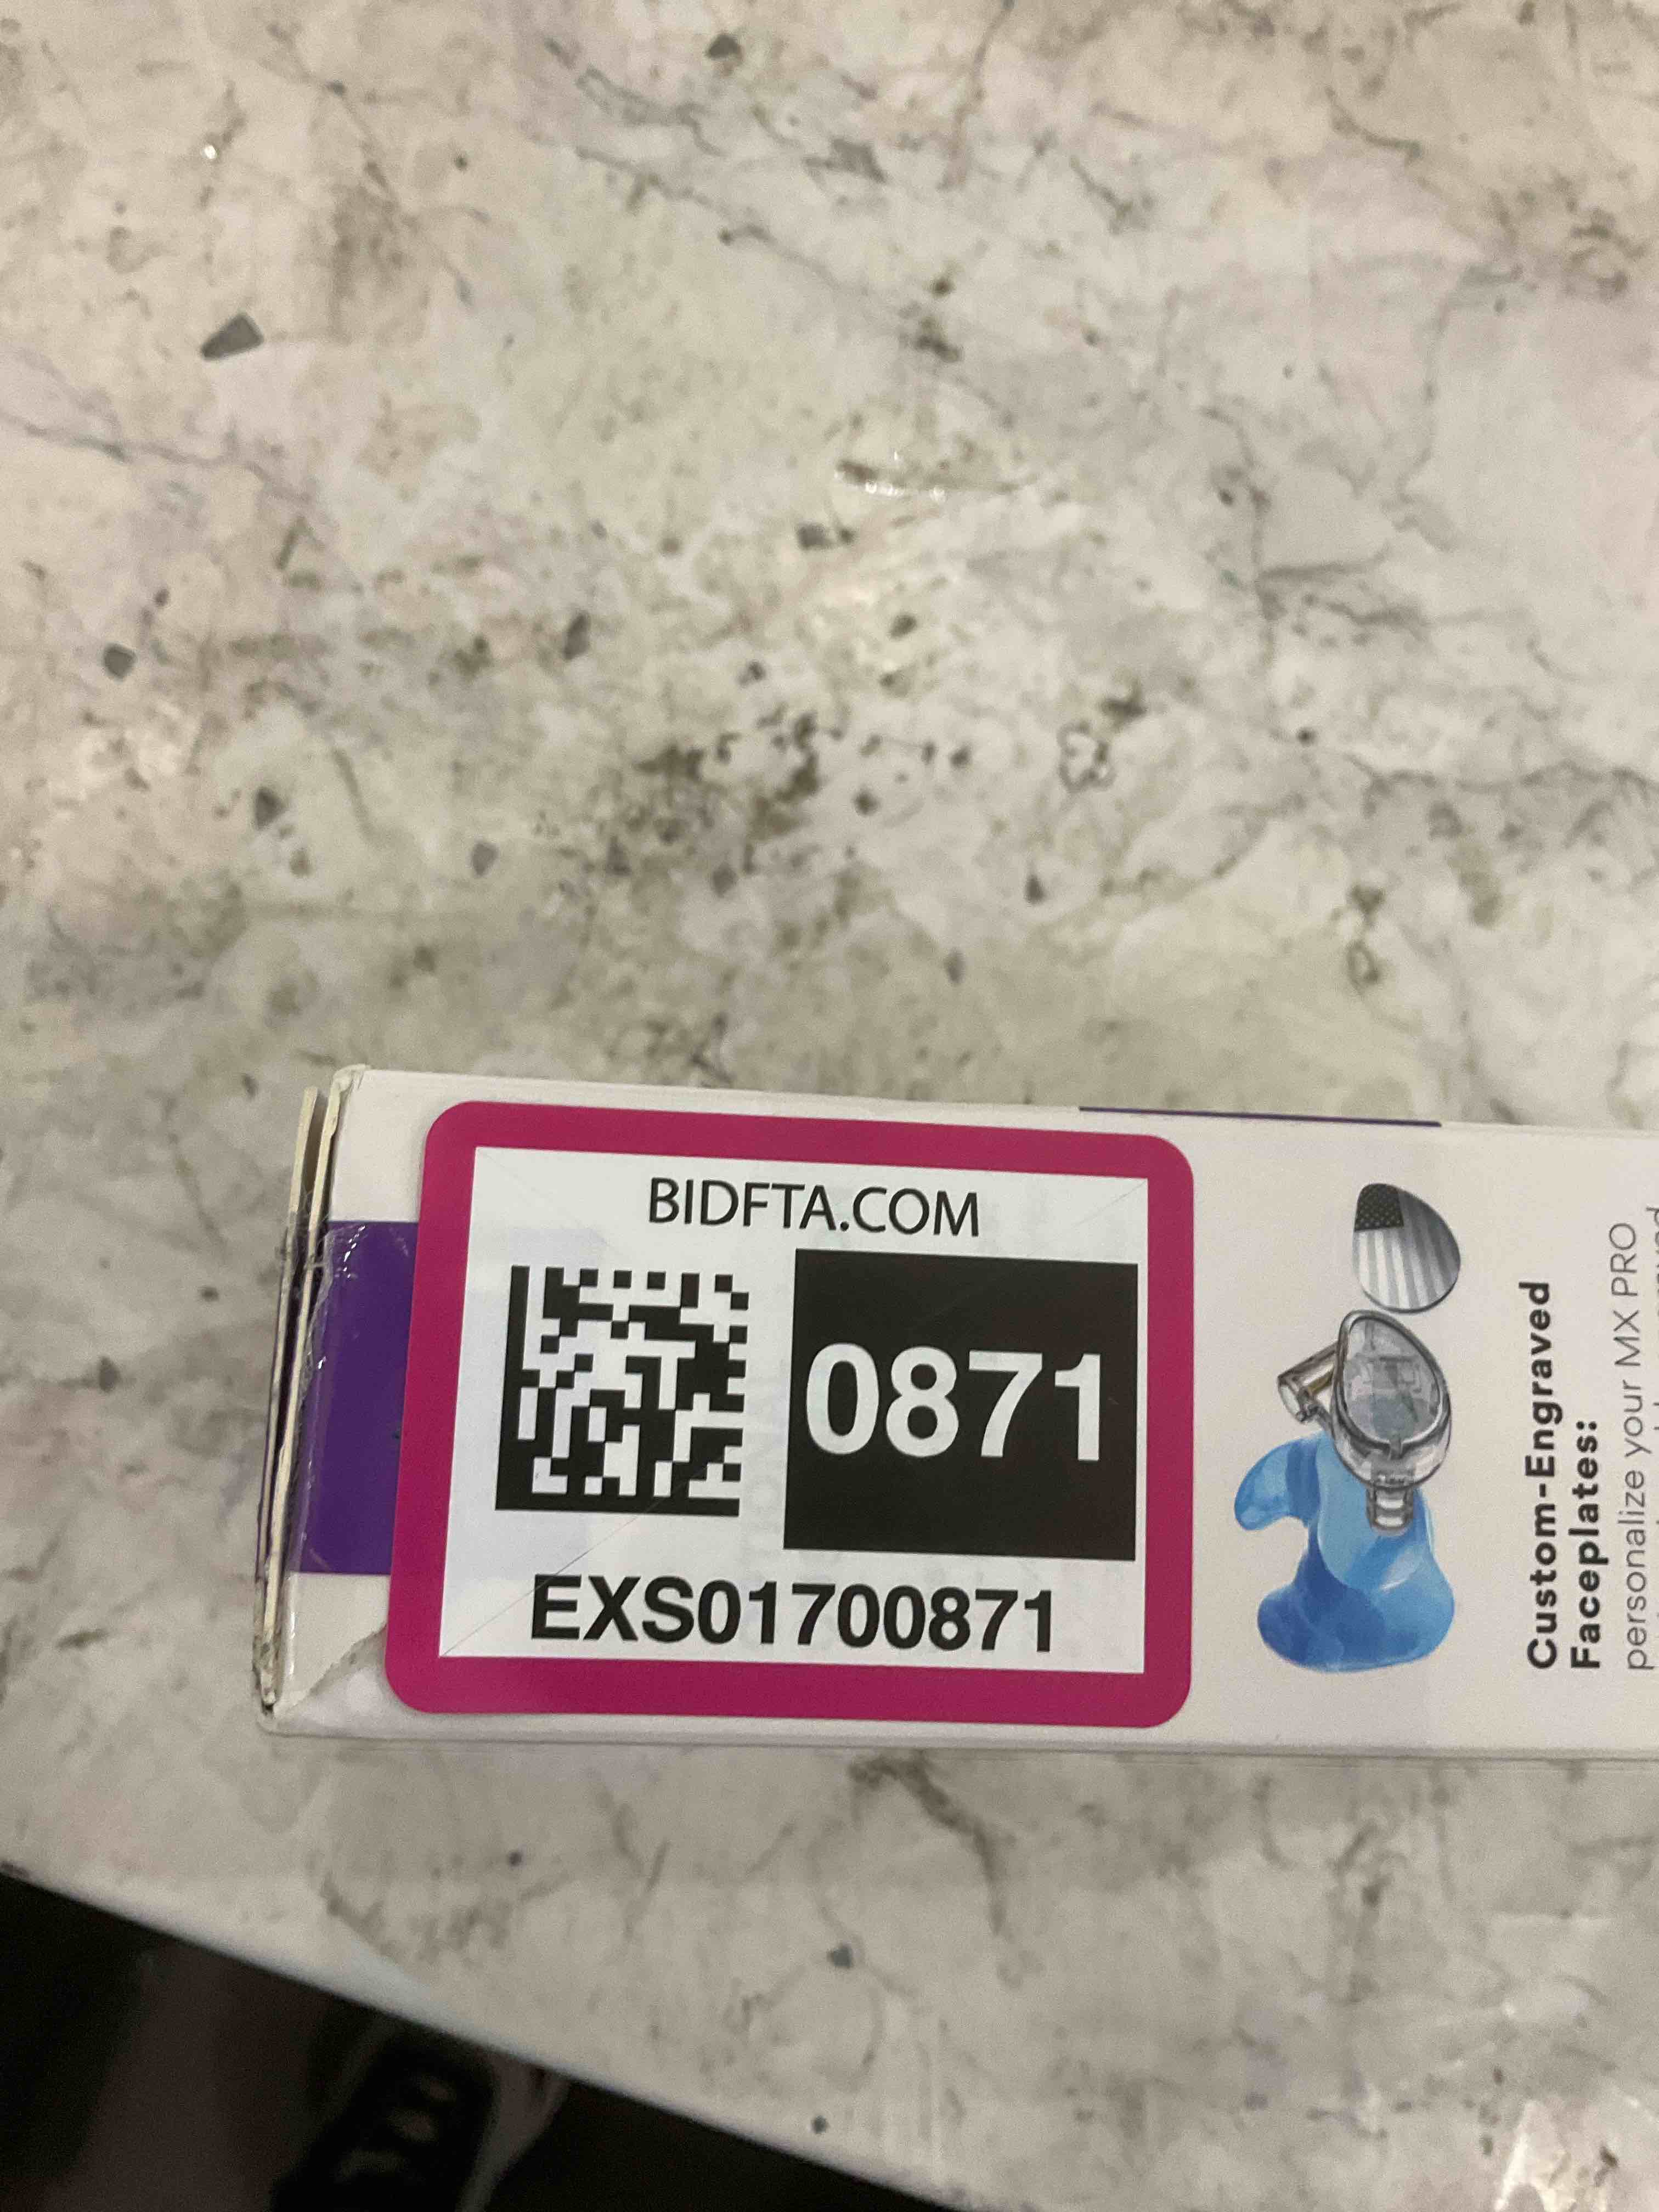 BIDFTA.COM
0871
EXS01700871
Custom-Engraved
Faceplates:
personalize your MX PRO